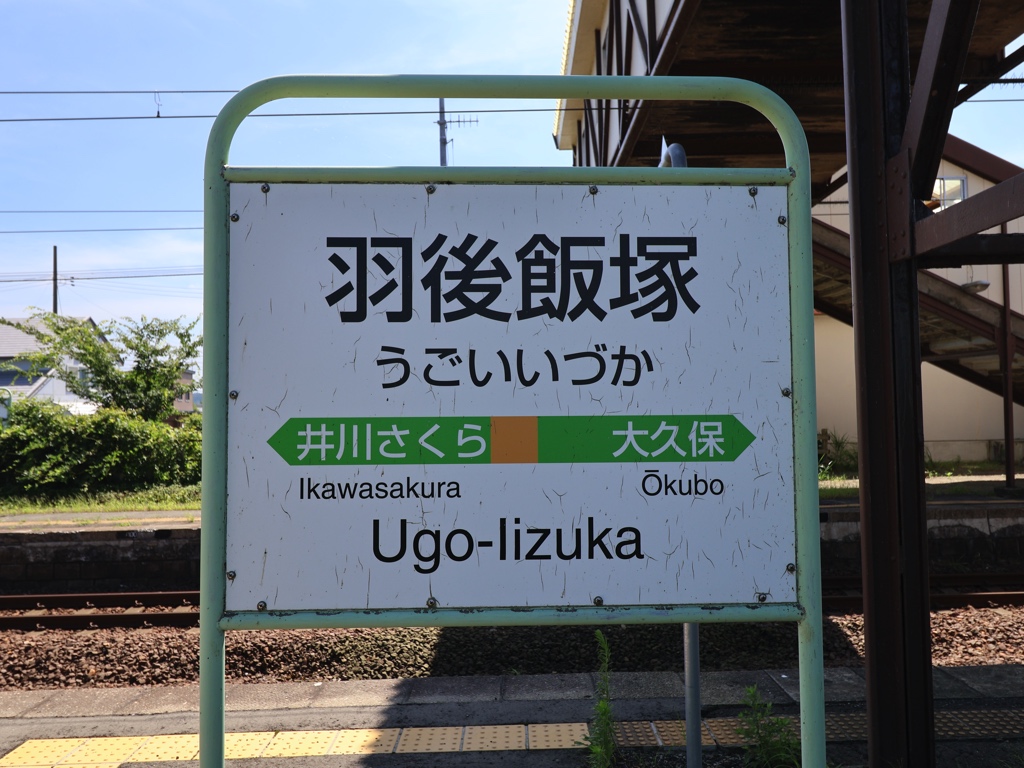 羽後飯塚
うごいいづか
井川さくら 大久保
Ikawasakura Ōkubo
Ugo-Iizuka